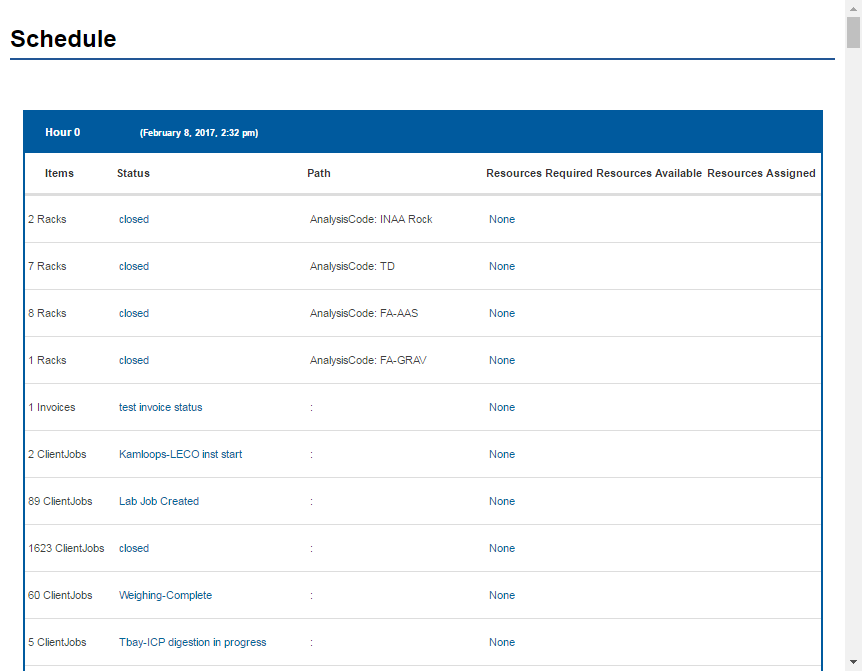 Schedule
Hour 0 (February 8, 2017, 2:32 pm)
Items Status Path Resources Required Resources Available Resources Assigned
2 Racks closed AnalysisCode: INAA Rock None
7 Racks closed AnalysisCode: TD None
8 Racks closed AnalysisCode: FA-AAS None
1 Racks closed AnalysisCode: FA-GRAV None
1 Invoices test invoice status : None
2 ClientJobs Kamloops-LECO inst start : None
89 ClientJobs Lab Job Created : None
1623 ClientJobs closed : None
60 ClientJobs Weighing-Complete : None
5 ClientJobs Tbay-ICP digestion in progress : None